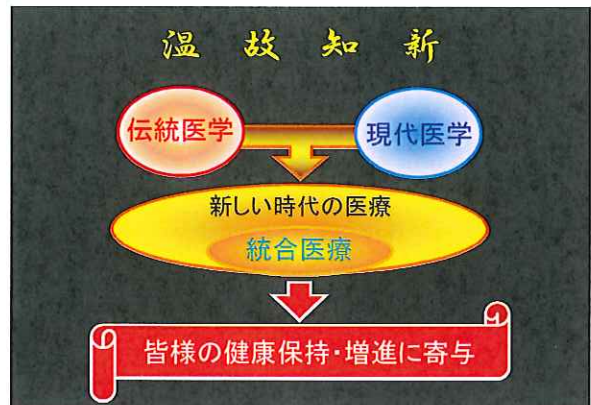 温故知新
伝統医学
現代医学
新しい時代の医療
統合医療
皆様の健康保持・増進に寄与